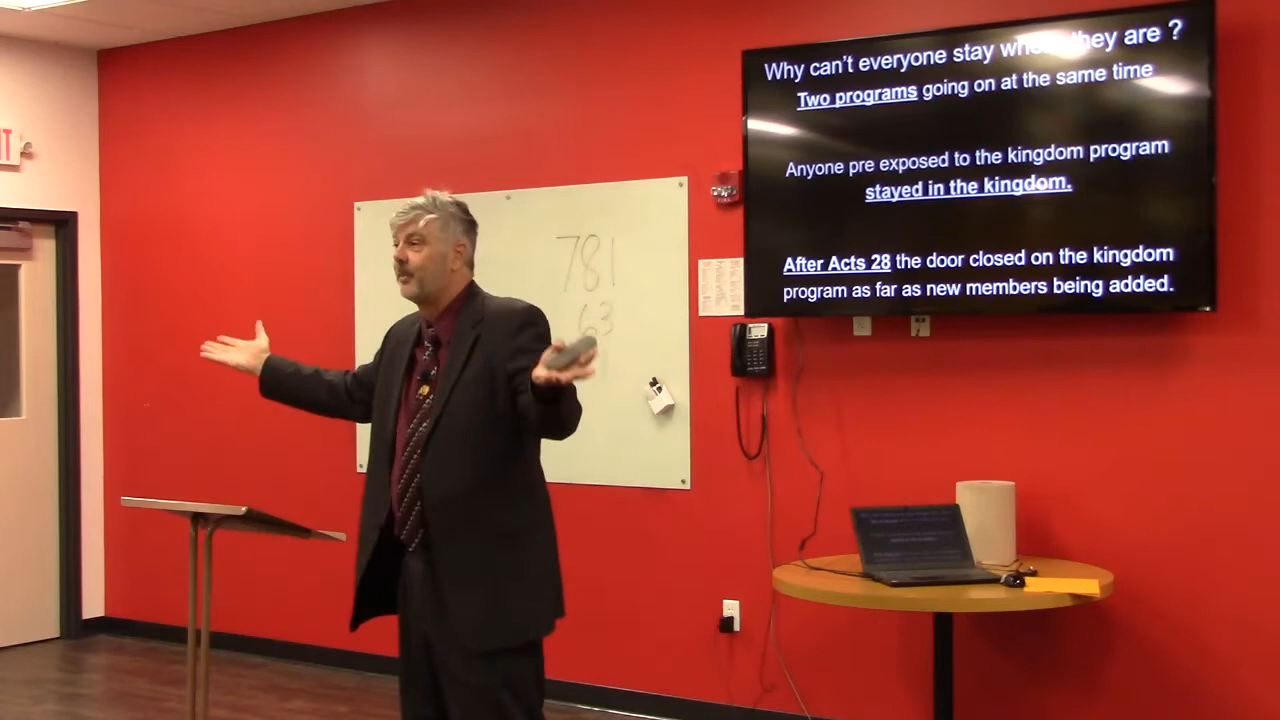 Why can't everyone stay where they are ?
Two programs going on at the same time
Anyone pre exposed to the kingdom program
stayed in the kingdom.
After Acts 28 the door closed on the kingdom
program as far as new members being added.
781
63